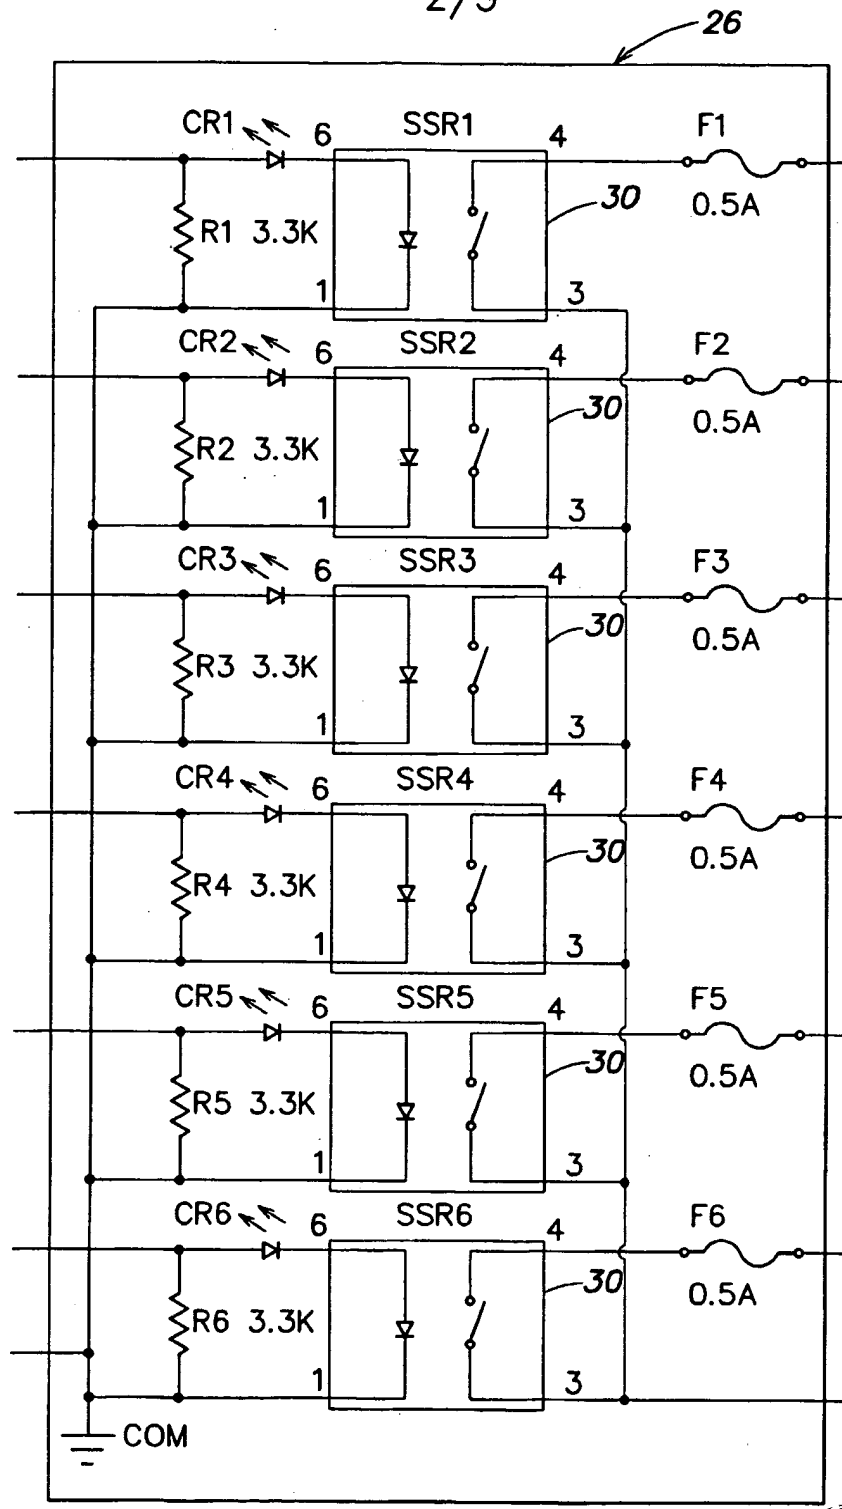 2/3
26
CR1 6 SSR1 4 F1
R1 3.3K 30 0.5A
1 3
CR2 6 SSR2 4 F2
R2 3.3K 30 0.5A
1 3
CR3 6 SSR3 4 F3
R3 3.3K 30 0.5A
1 3
CR4 6 SSR4 4 F4
R4 3.3K 30 0.5A
1 3
CR5 6 SSR5 4 F5
R5 3.3K 30 0.5A
1 3
CR6 6 SSR6 4 F6
R6 3.3K 30 0.5A
1 3
COM